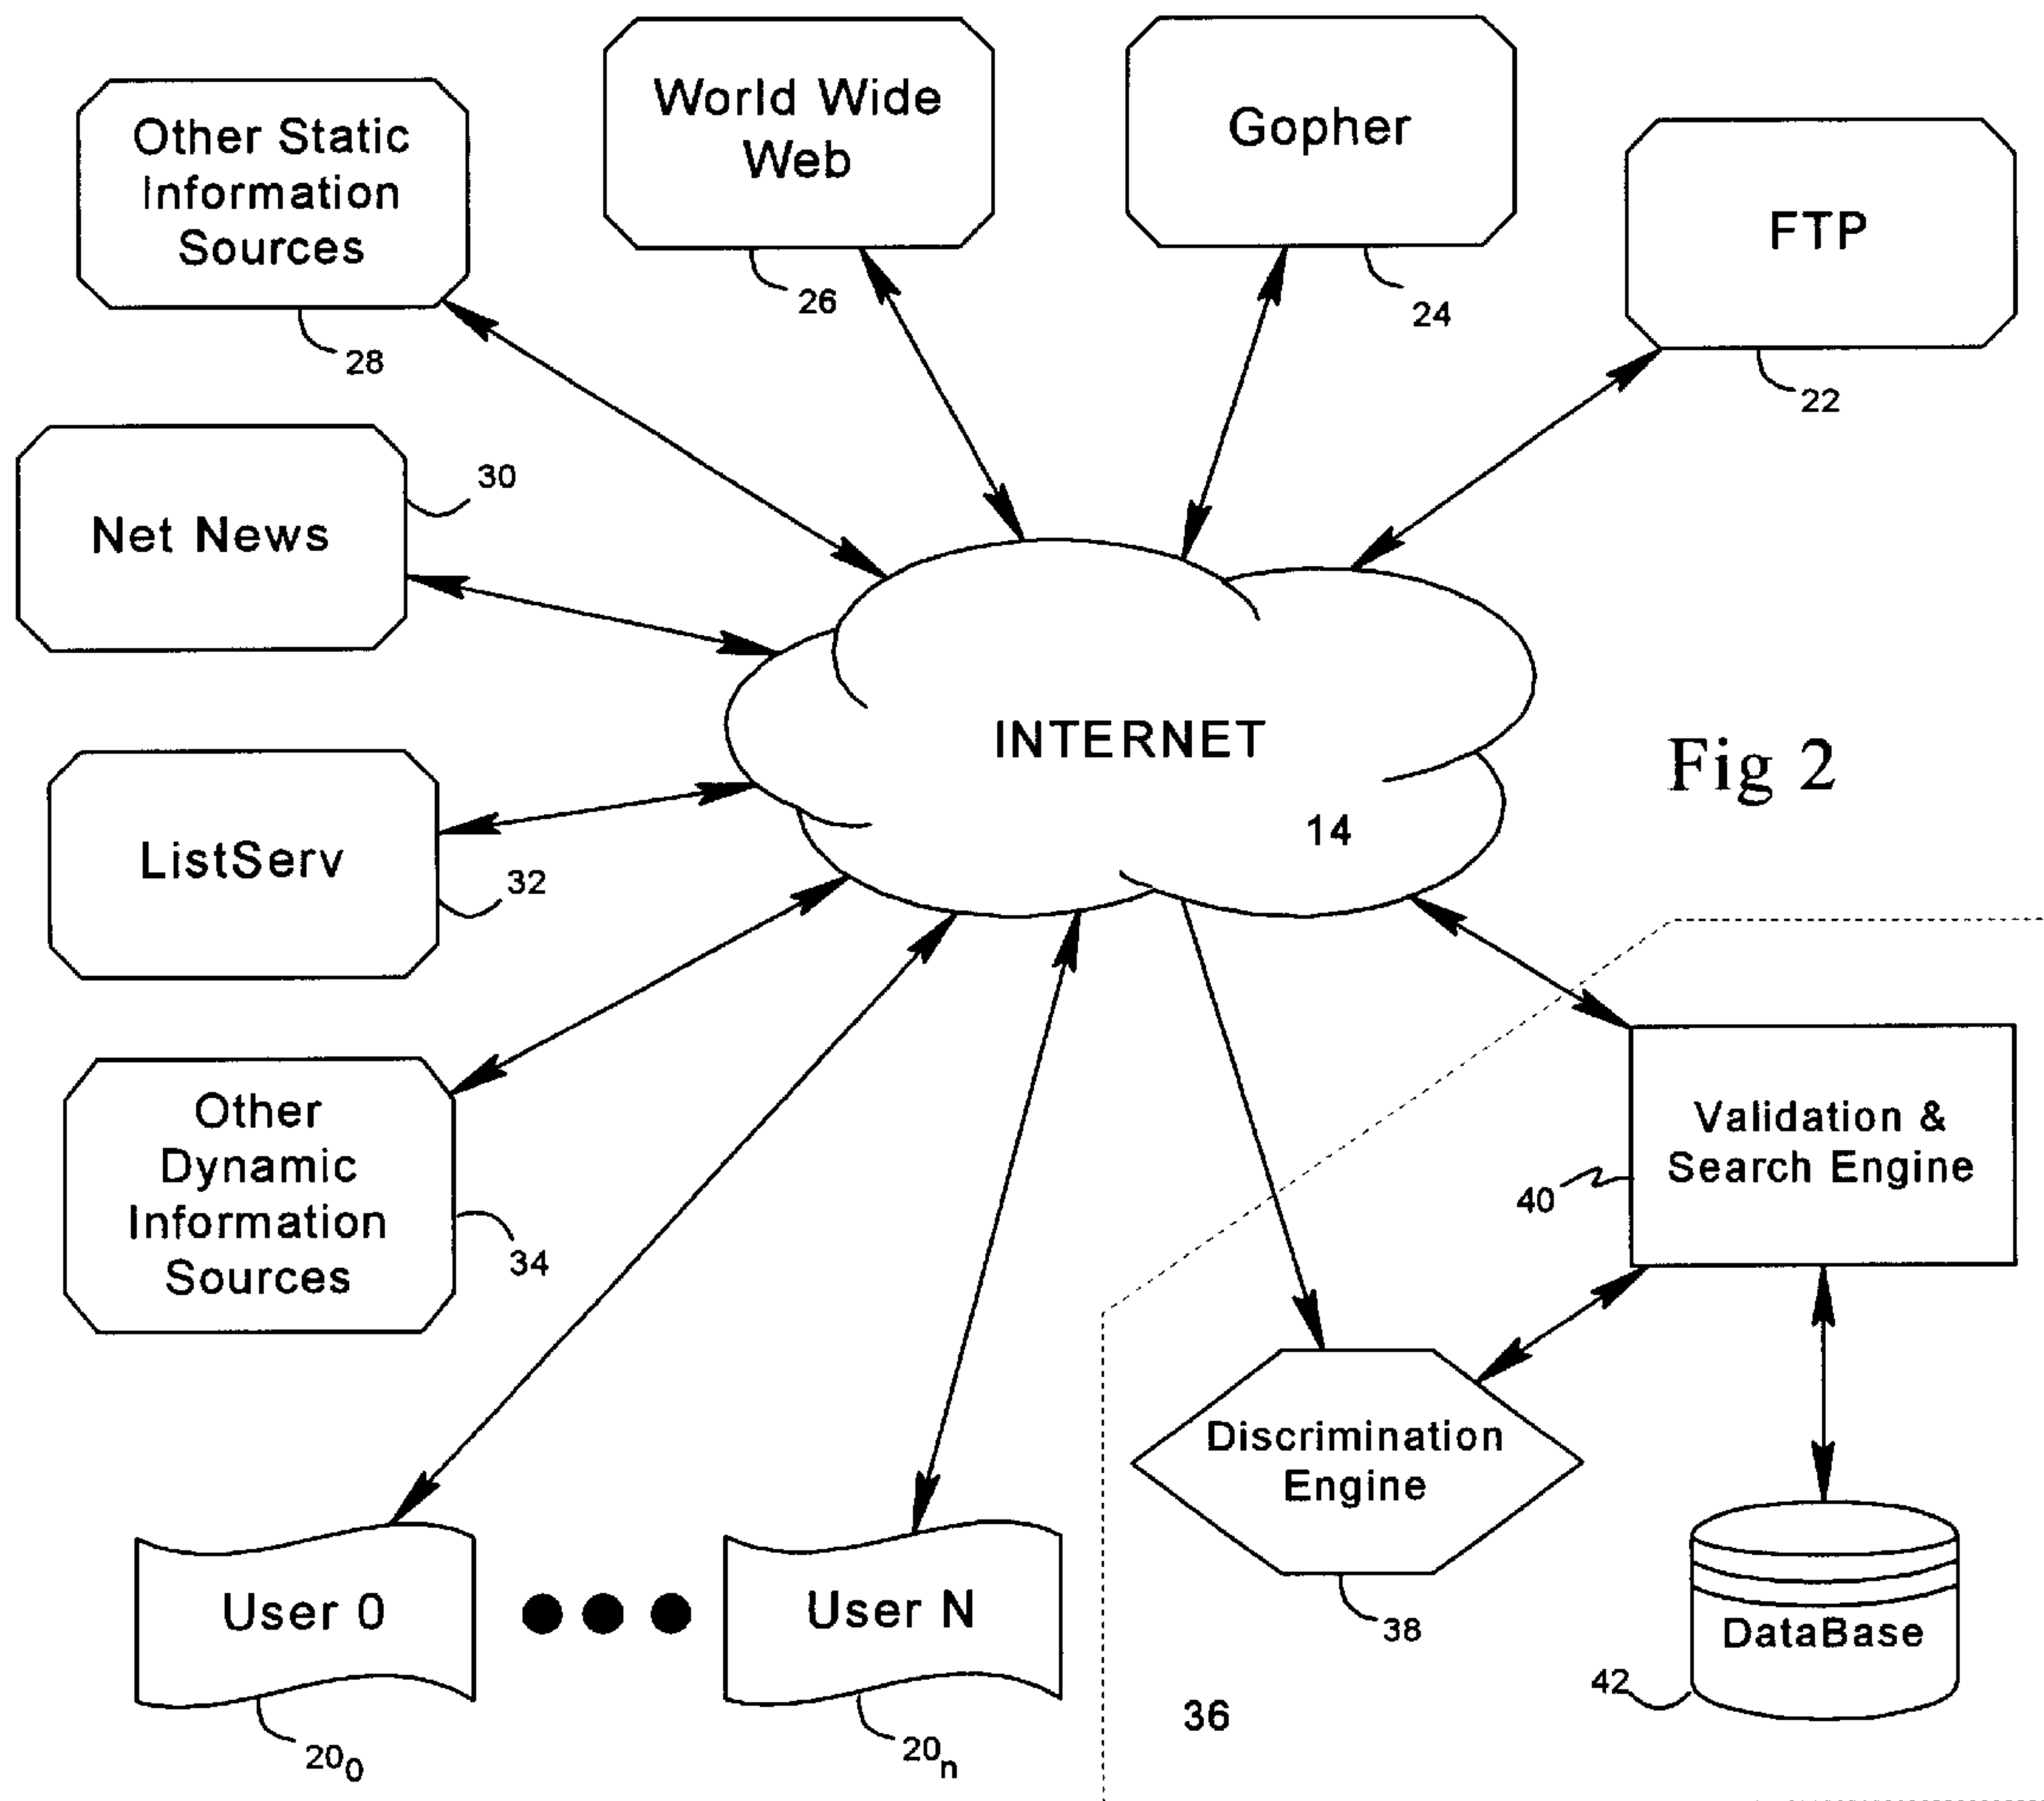 Other Static
Information
Sources
28
World Wide
Web
26
Gopher
24
FTP
22
Net News
30
INTERNET
14
Fig 2
ListServ
32
Other
Dynamic
Information
Sources
34
Validation &
Search Engine
40
Discrimination
Engine
38
DataBase
42
36
User 0
20₀
User N
20ₙ